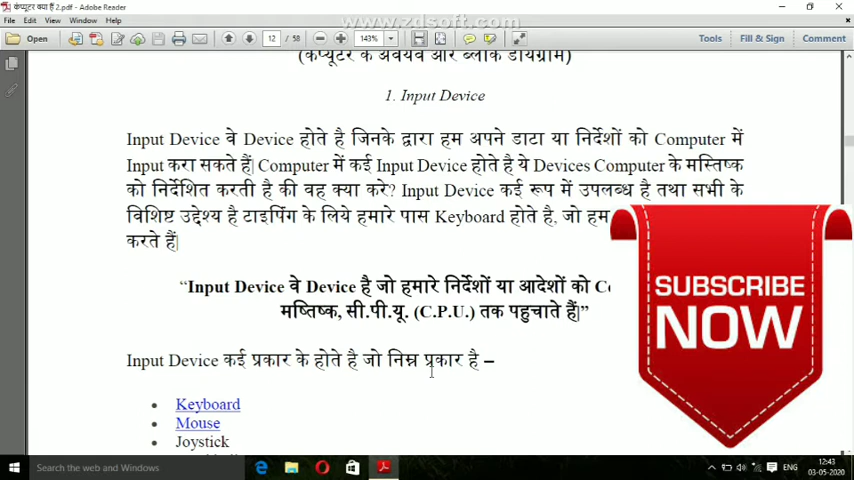 कंप्यूटर क्या हैं 2.pdf - Adobe Reader
www.zdsoft.com
File Edit View Window Help
Open 12 / 58 143% Tools Fill & Sign Comment
(कंप्यूटर के अवयव और ब्लाक डायग्राम)
1. Input Device
Input Device वे Device होते है जिनके द्वारा हम अपने डाटा या निर्देशों को Computer में
Input करा सकते हैं| Computer में कई Input Device होते है ये Devices Computer के मस्तिष्क
को निर्देशित करती है की वह क्या करे? Input Device कई रूप में उपलब्ध है तथा सभी के
विशिष्ट उद्देश्य है टाइपिंग के लिये हमारे पास Keyboard होते है, जो हम
करते हैं|
“Input Device वे Device है जो हमारे निर्देशों या आदेशों को
मष्तिष्क, सी.पी.यू. (C.P.U.) तक पहुचाते हैं|”
Input Device कई प्रकार के होते है जो निम्न प्रकार है –
• Keyboard
• Mouse
• Joystick
SUBSCRIBE
NOW
Search the web and Windows
ENG
12:43
03-05-2020